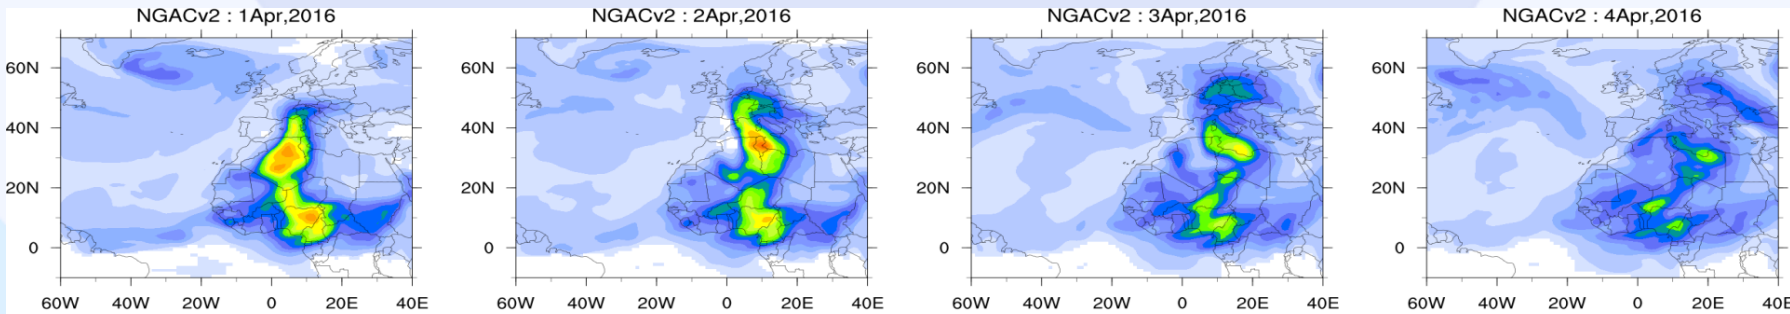 NGACv2 : 1Apr,2016
60N
40N
20N
0
60W 40W 20W 0 20E 40E
NGACv2 : 2Apr,2016
60N
40N
20N
0
60W 40W 20W 0 20E 40E
NGACv2 : 3Apr,2016
60N
40N
20N
0
60W 40W 20W 0 20E 40E
NGACv2 : 4Apr,2016
60N
40N
20N
0
60W 40W 20W 0 20E 40E